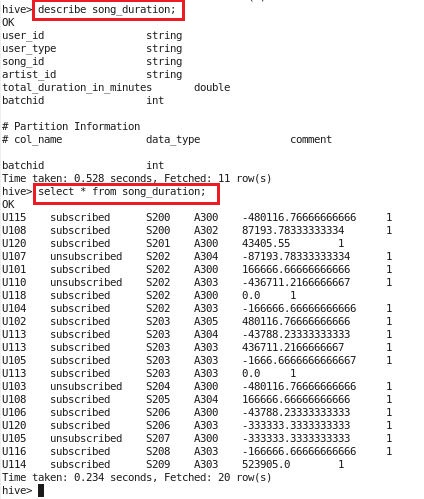 hive> describe song_duration;
OK
user_id string
user_type string
song_id string
artist_id string
total_duration_in_minutes double
batchid int
# Partition Information
# col_name data_type comment
batchid int
Time taken: 0.528 seconds, Fetched: 11 row(s)
hive> select * from song_duration;
OK
U115 subscribed S200 A300 -480116.76666666666 1
U108 subscribed S200 A302 87193.78333333334 1
U120 subscribed S201 A300 43405.55 1
U107 unsubscribed S202 A304 -87193.78333333334 1
U101 subscribed S202 A300 166666.66666666666 1
U110 unsubscribed S202 A303 -436711.2166666667 1
U118 subscribed S202 A300 0.0 1
U104 subscribed S202 A303 -166666.66666666666 1
U102 subscribed S203 A305 480116.76666666666 1
U113 subscribed S203 A304 -43788.23333333333 1
U113 subscribed S203 A303 436711.2166666667 1
U105 subscribed S203 A303 -1666.6666666666667 1
U113 subscribed S203 A303 0.0 1
U103 unsubscribed S204 A300 -480116.76666666666 1
U108 subscribed S205 A304 166666.66666666666 1
U106 subscribed S206 A300 -43788.23333333333 1
U120 subscribed S206 A303 -333333.3333333333 1
U105 unsubscribed S207 A300 -333333.3333333333 1
U116 subscribed S208 A303 -166666.66666666666 1
U114 subscribed S209 A303 523905.0 1
Time taken: 0.234 seconds, Fetched: 20 row(s)
hive>